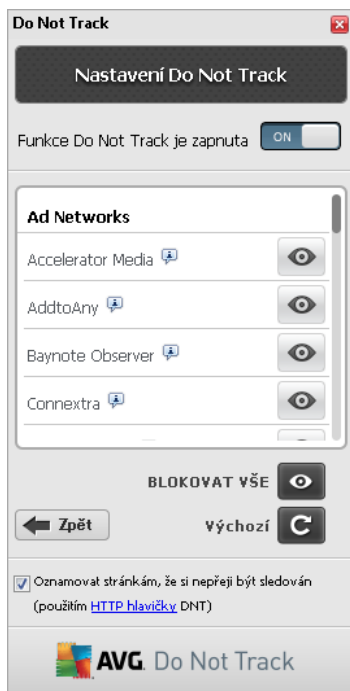 Do Not Track
Nastavení Do Not Track
Funkce Do Not Track je zapnuta ON
Ad Networks
Accelerator Media
AddtoAny
Baynote Observer
Connextra
BLOKOVAT VŠE
Zpět Výchozí
Oznamovat stránkám, že si nepřeji být sledován
(použitím HTTP hlavičky DNT)
AVG. Do Not Track